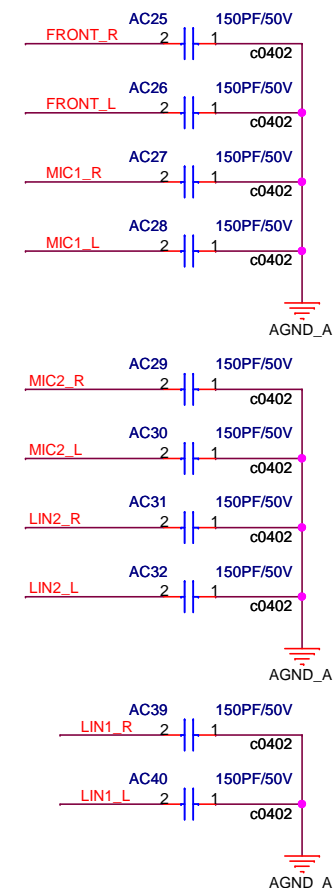 AC25 150PF/50V
FRONT_R 2 1
c0402
AC26 150PF/50V
FRONT_L 2 1
c0402
AC27 150PF/50V
MIC1_R 2 1
c0402
AC28 150PF/50V
MIC1_L 2 1
c0402
AGND_A
AC29 150PF/50V
MIC2_R 2 1
c0402
AC30 150PF/50V
MIC2_L 2 1
c0402
AC31 150PF/50V
LIN2_R 2 1
c0402
AC32 150PF/50V
LIN2_L 2 1
c0402
AGND_A
AC39 150PF/50V
LIN1_R 2 1
c0402
AC40 150PF/50V
LIN1_L 2 1
c0402
AGND_A